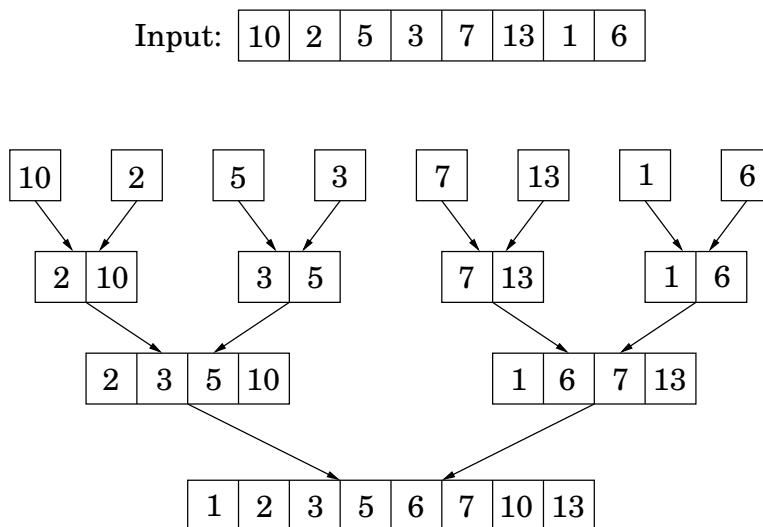 Input: 10 2 5 3 7 13 1 6
10 2 5 3 7 13 1 6
2 10 3 5 7 13 1 6
2 3 5 10 1 6 7 13
1 2 3 5 6 7 10 13